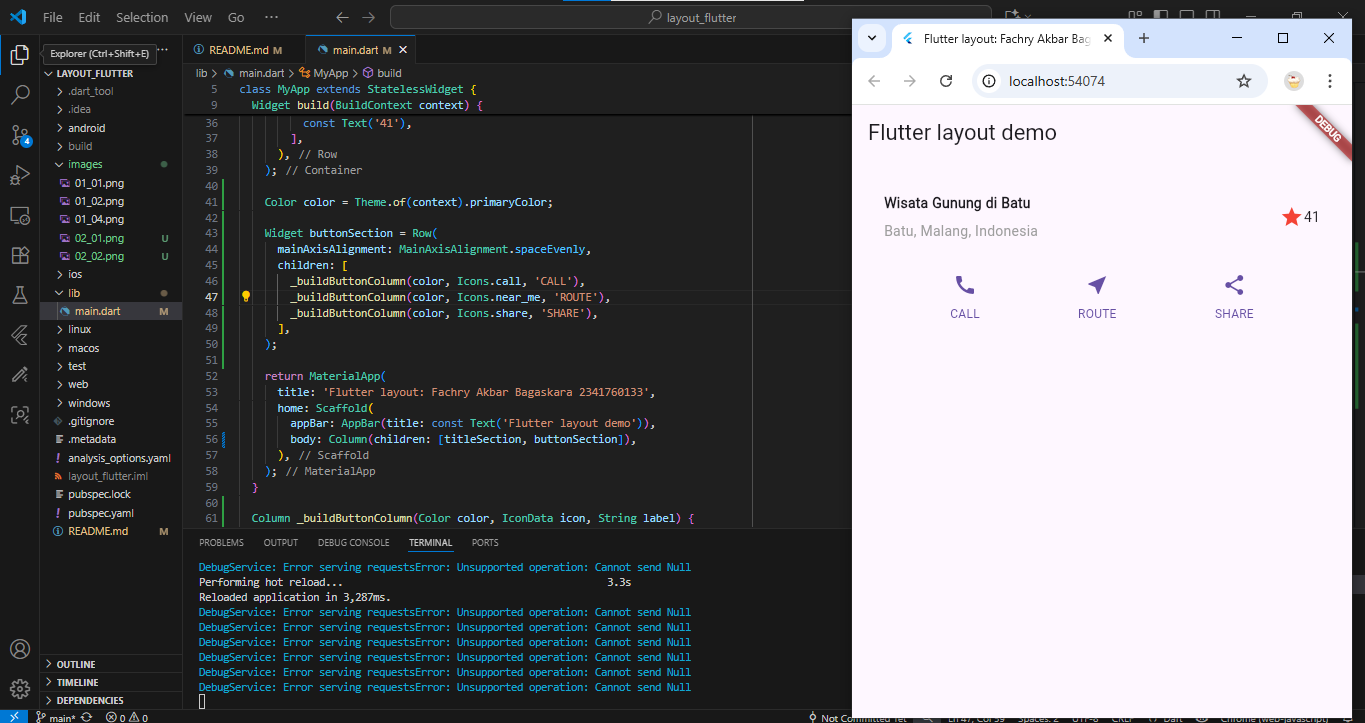 File Edit Selection View Go ··· layout_flutter
Explorer (Ctrl+Shift+E) ···
LAYOUT_FLUTTER
.dart_tool
.idea
android
build
images
01_01.png
01_02.png
01_04.png
02_01.png U
02_02.png U
ios
lib
main.dart M
linux
macos
test
web
windows
.gitignore
.metadata
analysis_options.yaml
layout_flutter.iml
pubspec.lock
pubspec.yaml
README.md M
OUTLINE
TIMELINE
DEPENDENCIES
4
README.md M main.dart M
lib > main.dart > MyApp > build
5 class MyApp extends StatelessWidget {
9 Widget build(BuildContext context) {
36 const Text('41'),
37 ],
38 ), // Row
39 ); // Container
40
41 Color color = Theme.of(context).primaryColor;
42
43 Widget buttonSection = Row(
44 mainAxisAlignment: MainAxisAlignment.spaceEvenly,
45 children: [
46 _buildButtonColumn(color, Icons.call, 'CALL'),
47 _buildButtonColumn(color, Icons.near_me, 'ROUTE'),
48 _buildButtonColumn(color, Icons.share, 'SHARE'),
49 ],
50 );
51
52 return MaterialApp(
53 title: 'Flutter layout: Fachry Akbar Bagaskara 2341760133',
54 home: Scaffold(
55 appBar: AppBar(title: const Text('Flutter layout demo')),
56 body: Column(children: [titleSection, buttonSection]),
57 ), // Scaffold
58 ); // MaterialApp
59 }
60
61 Column _buildButtonColumn(Color color, IconData icon, String label) {
PROBLEMS OUTPUT DEBUG CONSOLE TERMINAL PORTS
DebugService: Error serving requestsError: Unsupported operation: Cannot send Null
Performing hot reload... 3.3s
Reloaded application in 3,287ms.
DebugService: Error serving requestsError: Unsupported operation: Cannot send Null
DebugService: Error serving requestsError: Unsupported operation: Cannot send Null
DebugService: Error serving requestsError: Unsupported operation: Cannot send Null
DebugService: Error serving requestsError: Unsupported operation: Cannot send Null
DebugService: Error serving requestsError: Unsupported operation: Cannot send Null
DebugService: Error serving requestsError: Unsupported operation: Cannot send Null
main* 0 0 Not Committed Yet
Flutter layout: Fachry Akbar Bag
localhost:54074
Flutter layout demo
DEBUG
Wisata Gunung di Batu
Batu, Malang, Indonesia
41
CALL ROUTE SHARE